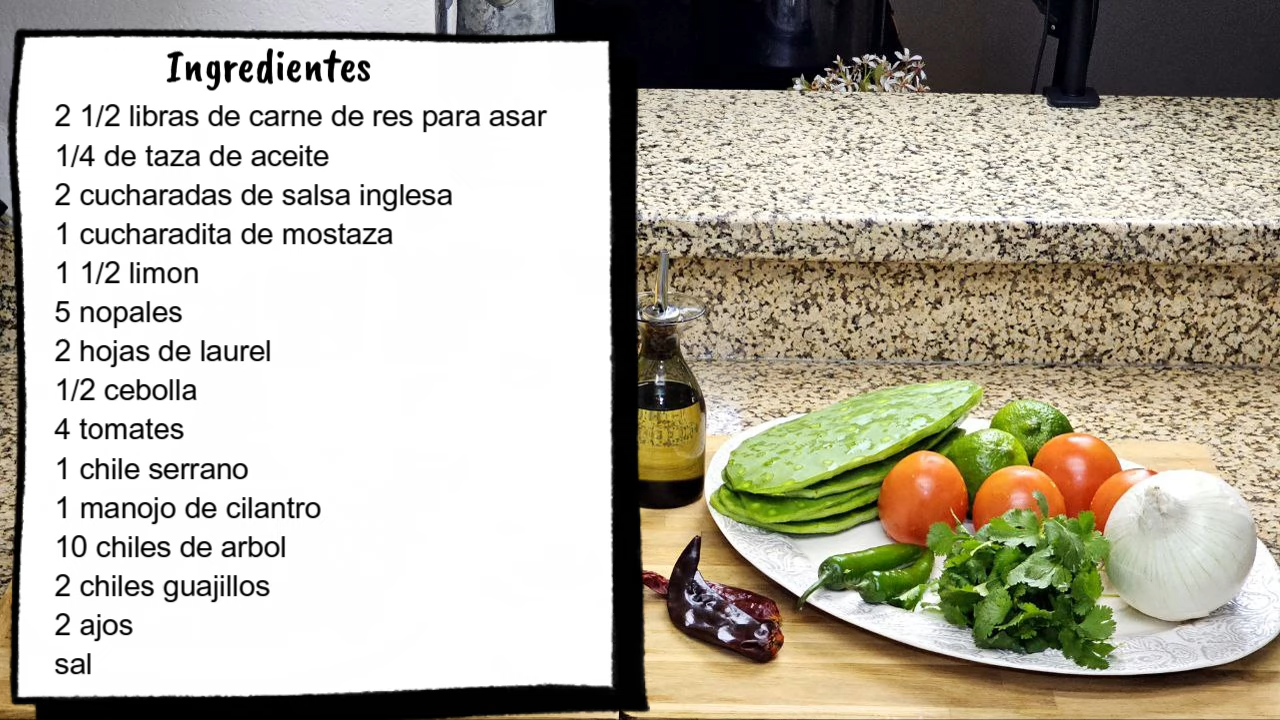 Ingredientes
2 1/2 libras de carne de res para asar
1/4 de taza de aceite
2 cucharadas de salsa inglesa
1 cucharadita de mostaza
1 1/2 limon
5 nopales
2 hojas de laurel
1/2 cebolla
4 tomates
1 chile serrano
1 manojo de cilantro
10 chiles de arbol
2 chiles guajillos
2 ajos
sal